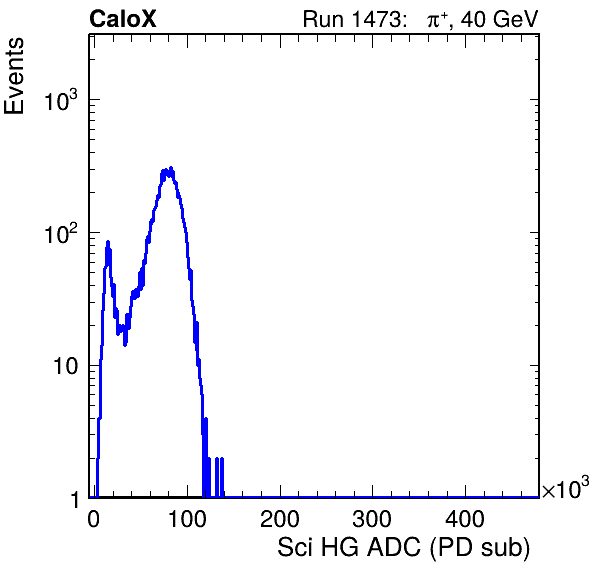 CaloX Run 1473: π⁺, 40 GeV
Events
10³
10²
10
1
0 100 200 300 400 ×10³
Sci HG ADC (PD sub)